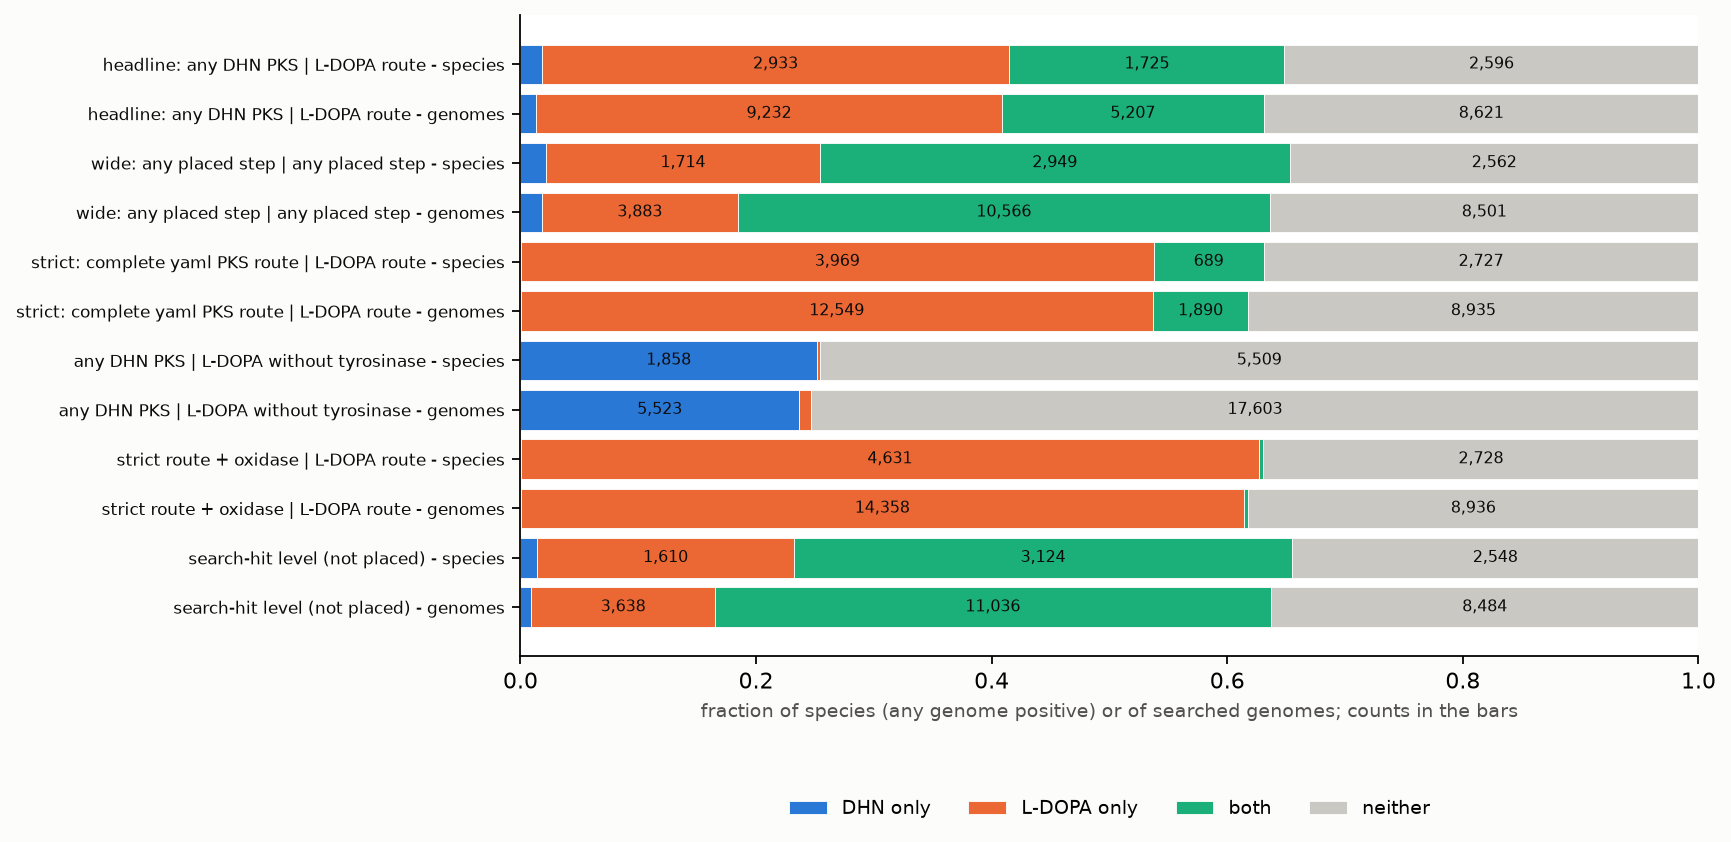 headline: any DHN PKS | L-DOPA route - species
2,933
1,725
2,596
headline: any DHN PKS | L-DOPA route - genomes
9,232
5,207
8,621
wide: any placed step | any placed step - species
1,714
2,949
2,562
wide: any placed step | any placed step - genomes
3,883
10,566
8,501
strict: complete yaml PKS route | L-DOPA route - species
3,969
689
2,727
strict: complete yaml PKS route | L-DOPA route - genomes
12,549
1,890
8,935
any DHN PKS | L-DOPA without tyrosinase - species
1,858
5,509
any DHN PKS | L-DOPA without tyrosinase - genomes
5,523
17,603
strict route + oxidase | L-DOPA route - species
4,631
2,728
strict route + oxidase | L-DOPA route - genomes
14,358
8,936
search-hit level (not placed) - species
1,610
3,124
2,548
search-hit level (not placed) - genomes
3,638
11,036
8,484
0.0 0.2 0.4 0.6 0.8 1.0
fraction of species (any genome positive) or of searched genomes; counts in the bars
DHN only L-DOPA only both neither